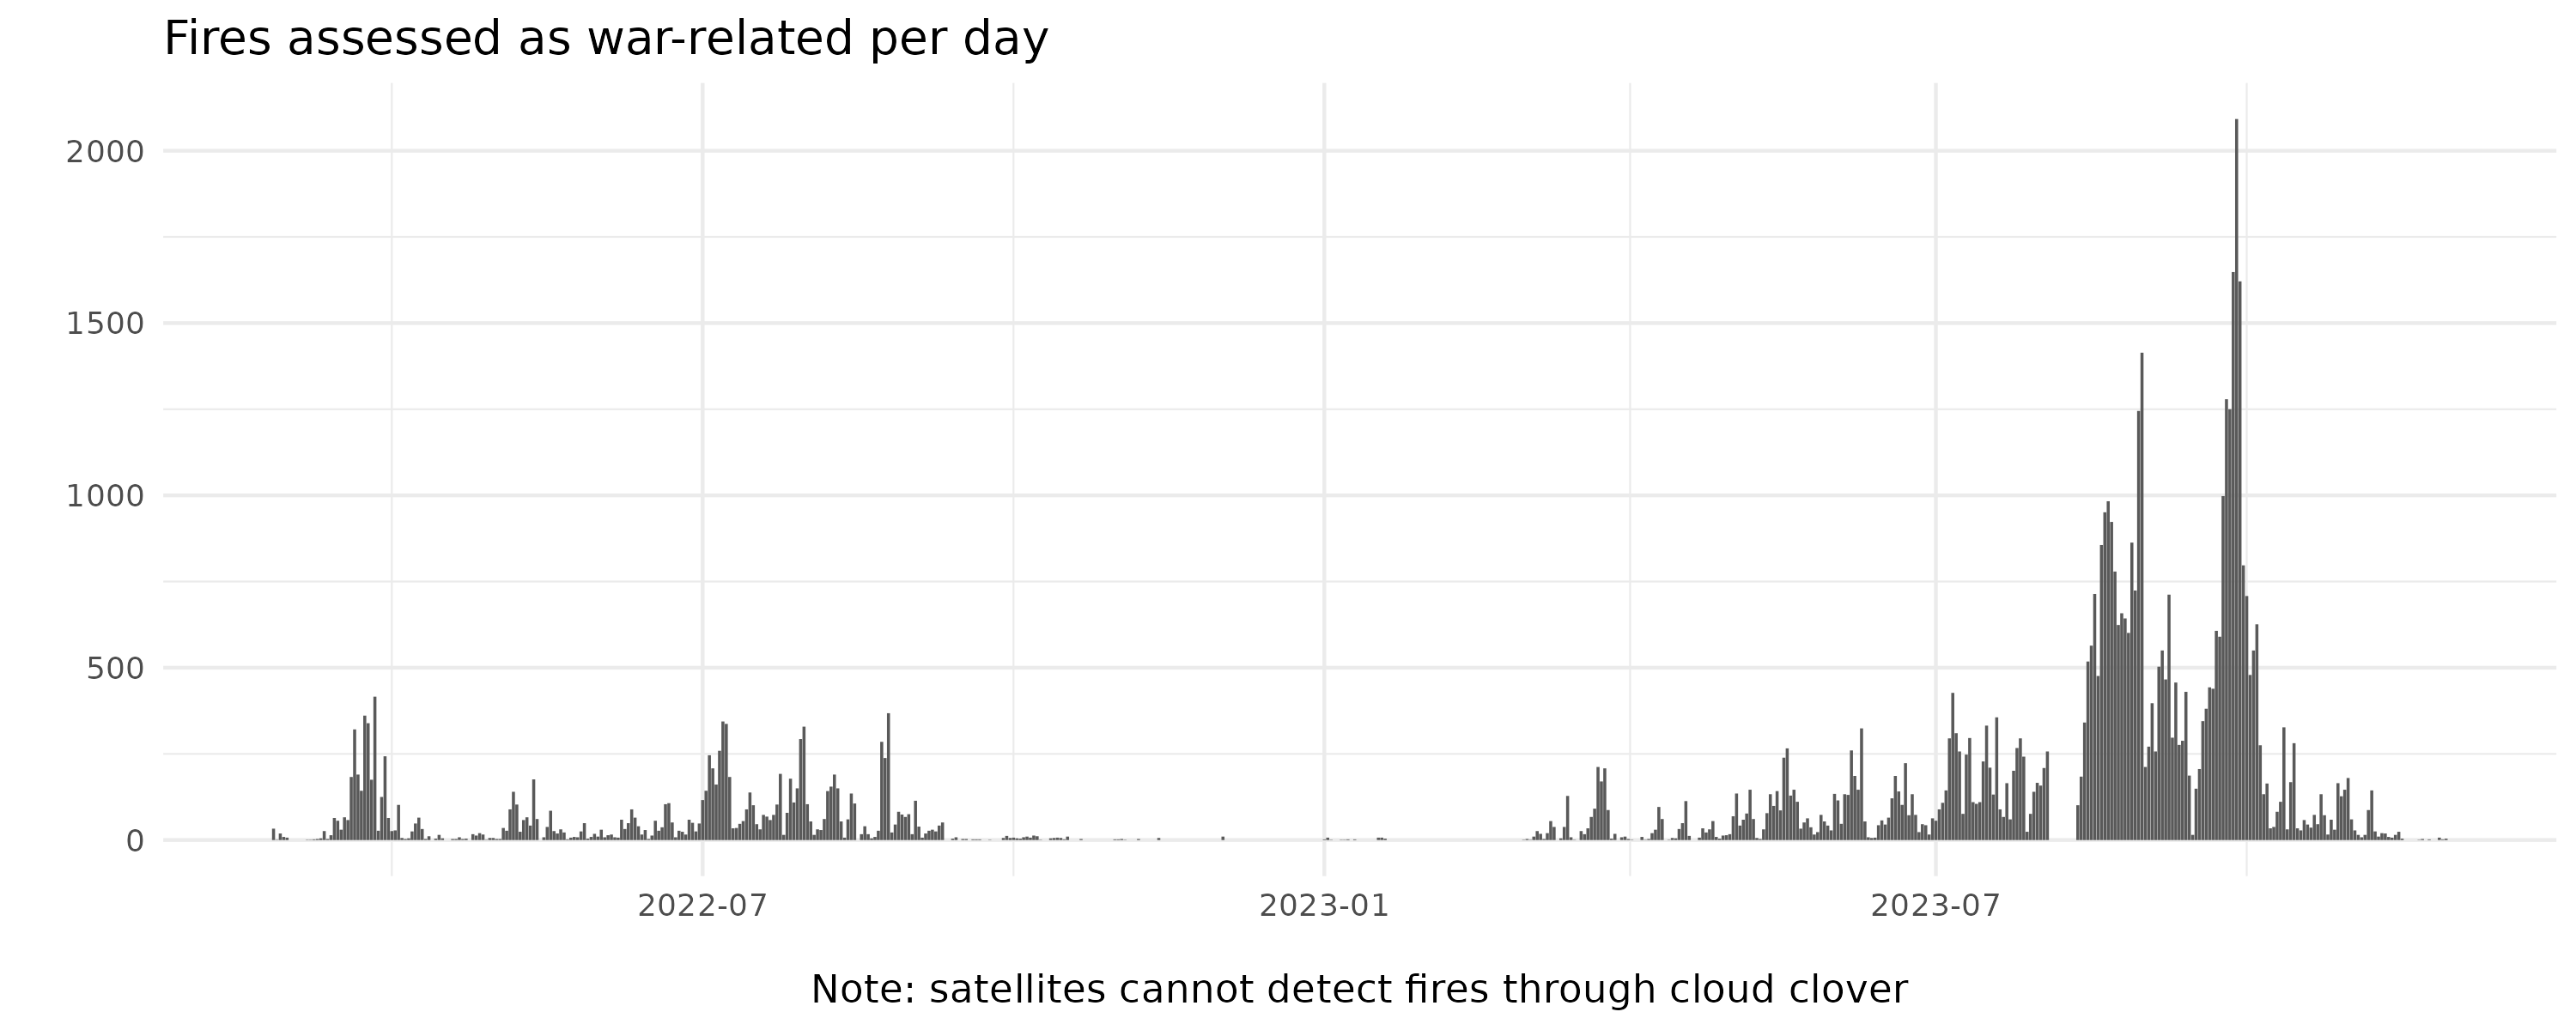 Fires assessed as war-related per day
2000
1500
1000
500
0
2022-07 2023-01 2023-07
Note: satellites cannot detect fires through cloud clover